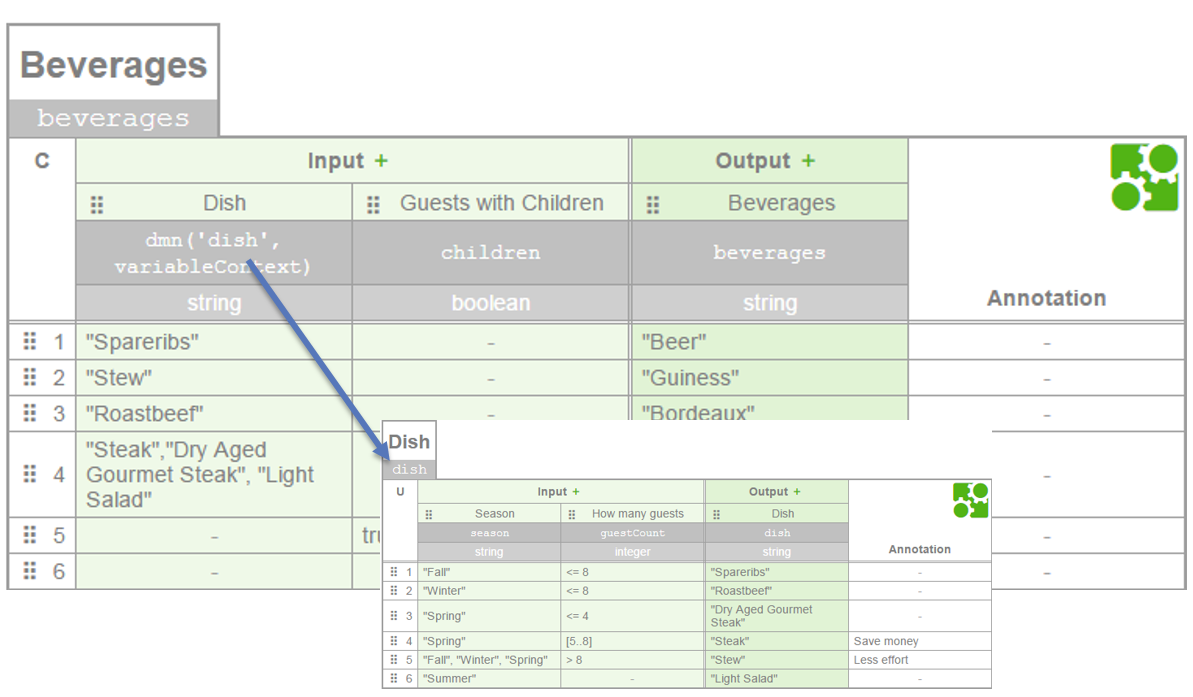 Beverages
beverages
C
Input +
Output +
Dish
Guests with Children
Beverages
dmn('dish',
variableContext)
children
beverages
Annotation
string
boolean
string
1 "Spareribs" - "Beer" -
2 "Stew" - "Guiness" -
3 "Roastbeef" - "Bordeaux" -
4 "Steak","Dry Aged
Gourmet Steak", "Light
Salad"
-
5 - -
6 - -
Dish
dish
U
Input +
Output +
Season
How many guests
Dish
season
guestCount
dish
Annotation
string
integer
string
1 "Fall" <= 8 "Spareribs" -
2 "Winter" <= 8 "Roastbeef" -
3 "Spring" <= 4 "Dry Aged Gourmet
Steak" -
4 "Spring" [5..8] "Steak" Save money
5 "Fall", "Winter", "Spring" > 8 "Stew" Less effort
6 "Summer" - "Light Salad" -